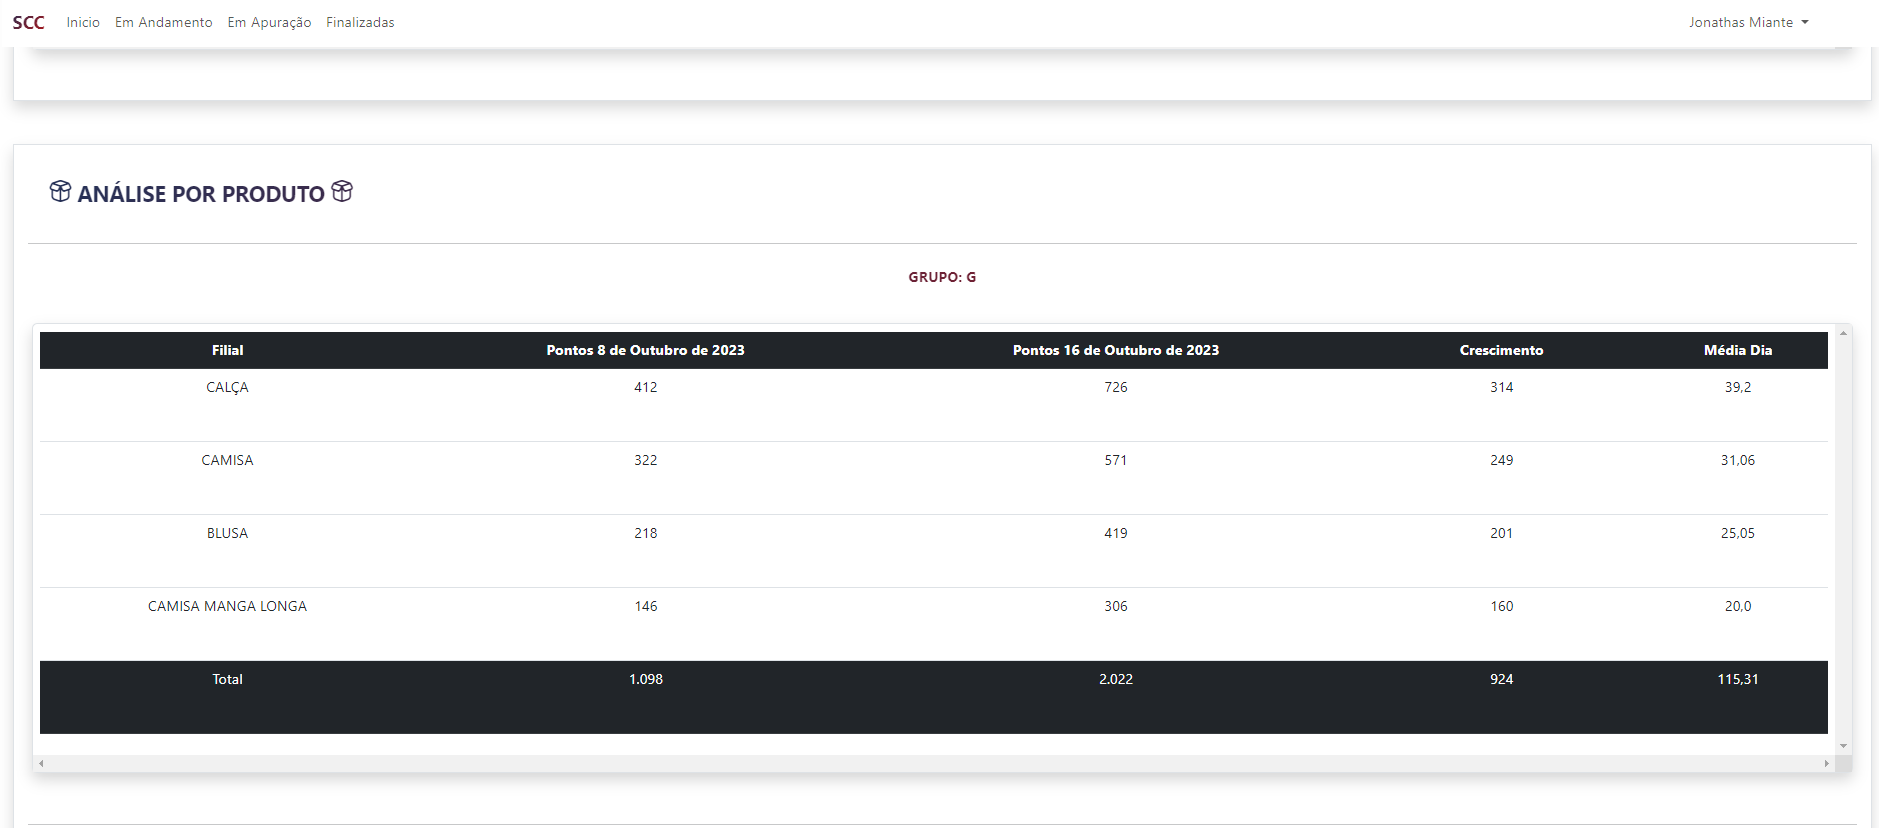 SCC Inicio Em Andamento Em Apuração Finalizadas Jonathas Miante
ANÁLISE POR PRODUTO
GRUPO: G
Filial Pontos 8 de Outubro de 2023 Pontos 16 de Outubro de 2023 Crescimento Média Dia
CALÇA 412 726 314 39,2
CAMISA 322 571 249 31,06
BLUSA 218 419 201 25,05
CAMISA MANGA LONGA 146 306 160 20,0
Total 1.098 2.022 924 115,31